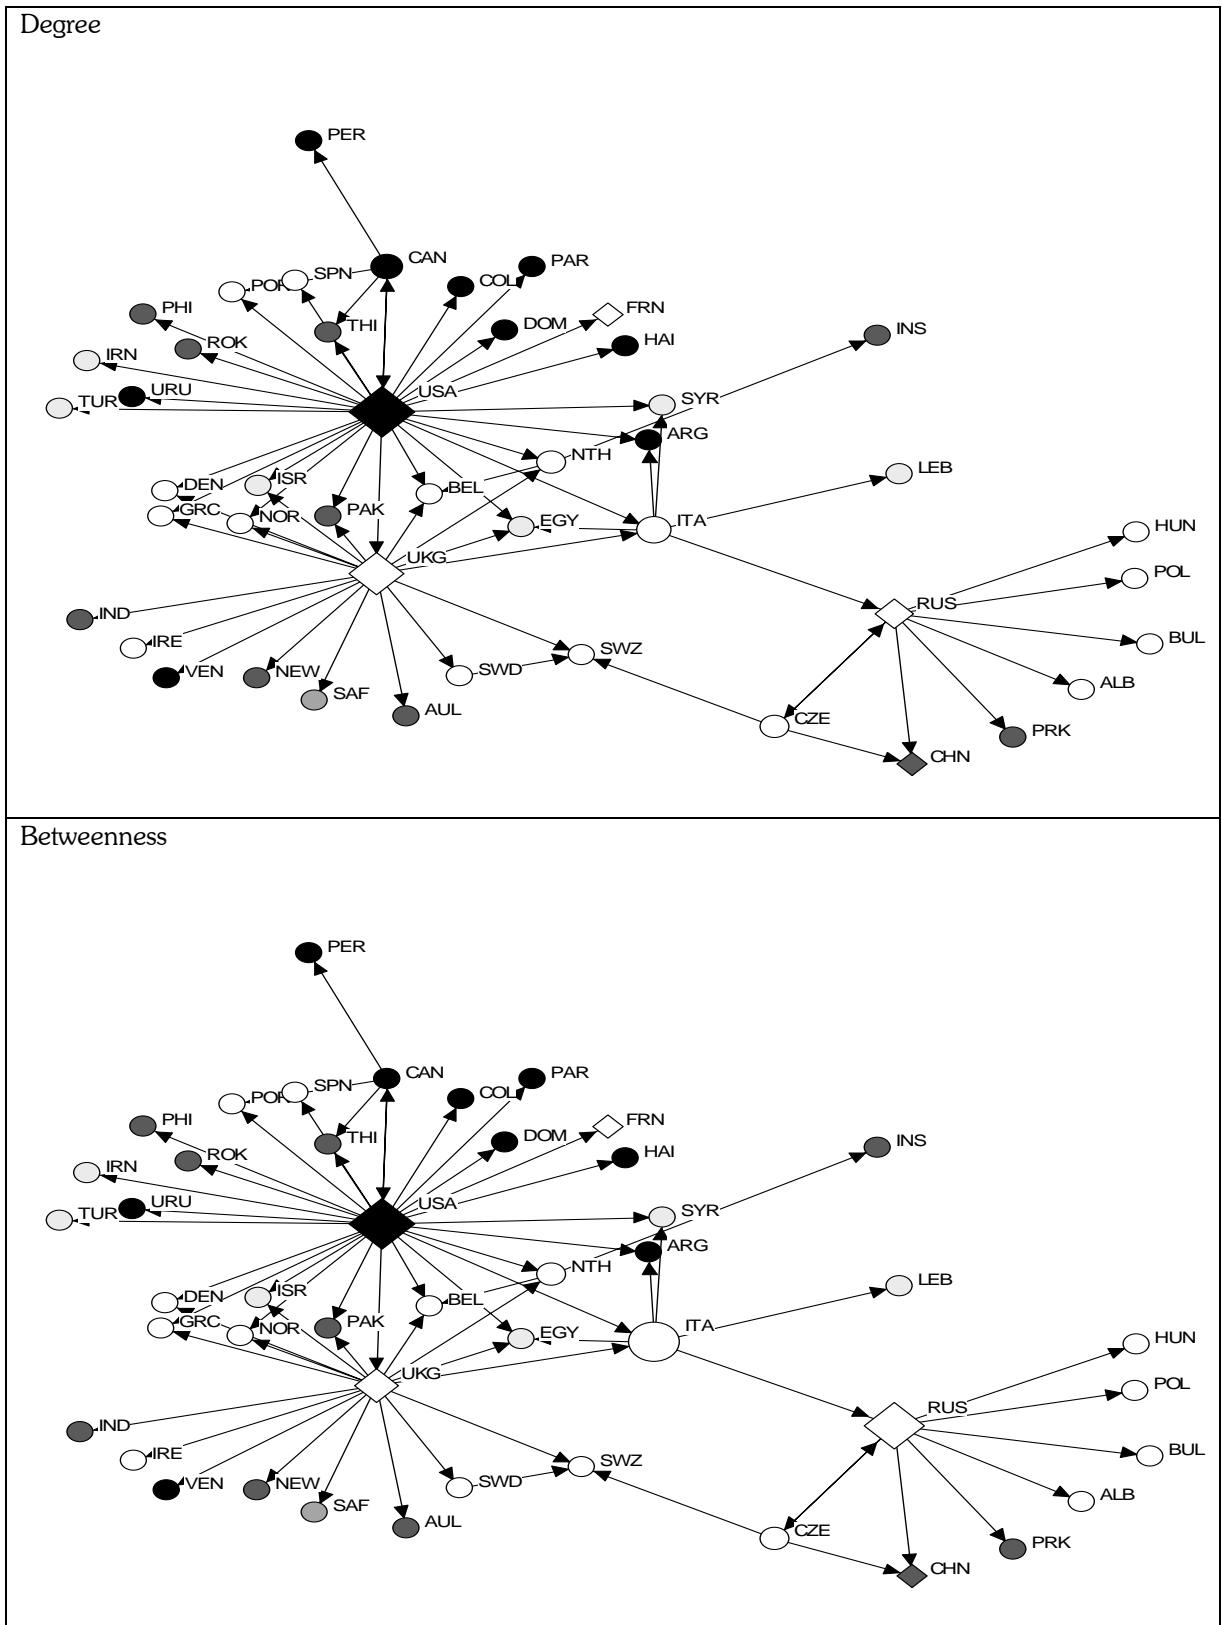 Degree
PER
CAN
PAR
SPN
COL
POR
FRN
PHI
THI
DOM
INS
ROK
HAI
IRN
USA
URU
SYR
TUR
ARG
NTH
LEB
ISR
DEN
BEL
GRC
PAK
NOR
EGY
ITA
HUN
UKG
POL
RUS
IND
BUL
IRE
SWZ
SWD
VEN
NEW
ALB
SAF
AUL
CZE
PRK
CHN
Betweenness
PER
CAN
PAR
SPN
COL
POR
FRN
PHI
THI
DOM
INS
ROK
HAI
IRN
USA
URU
SYR
TUR
ARG
NTH
LEB
ISR
DEN
BEL
GRC
PAK
NOR
EGY
ITA
HUN
UKG
POL
RUS
IND
BUL
IRE
SWZ
SWD
VEN
NEW
ALB
SAF
AUL
CZE
PRK
CHN